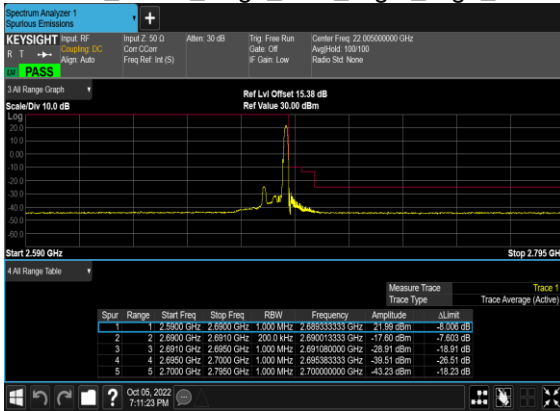 Spectrum Analyzer 1
Spurious Emissions
KEYSIGHT Input: RF Input Z: 50 Ω Atten: 30 dB Trig: Free Run Center Freq: 22.005000000 GHz
R T Coupling: DC Corr CCorr Gate: Off Avg|Hold: 100/100
Align: Auto Freq Ref: Int (S) IF Gain: Low Radio Std: None
PASS
3 All Range Graph
Ref Lvl Offset 15.38 dB
Scale/Div 10.0 dB Ref Value 30.00 dBm
Log
20.0
10.0
0.00
-10.0
-20.0
-30.0
-40.0
-50.0
-60.0
Start 2.590 GHz Stop 2.795 GH
4 All Range Table
Measure Trace Trace 1
Trace Type Trace Average (Active)
Spur Range Start Freq Stop Freq RBW Frequency Amplitude ΔLimit
1 1 2.5900 GHz 2.6900 GHz 1.000 MHz 2.689333333 GHz 21.99 dBm -8.006 dB
2 2 2.6900 GHz 2.6910 GHz 200.0 kHz 2.690013333 GHz -17.60 dBm -7.603 dB
3 3 2.6910 GHz 2.6950 GHz 1.000 MHz 2.691080000 GHz -28.91 dBm -18.91 dB
4 4 2.6950 GHz 2.7000 GHz 1.000 MHz 2.695383333 GHz -39.51 dBm -26.51 dB
5 5 2.7000 GHz 2.7950 GHz 1.000 MHz 2.700000000 GHz -43.23 dBm -18.23 dB
Oct 05, 2022
7:11:23 PM